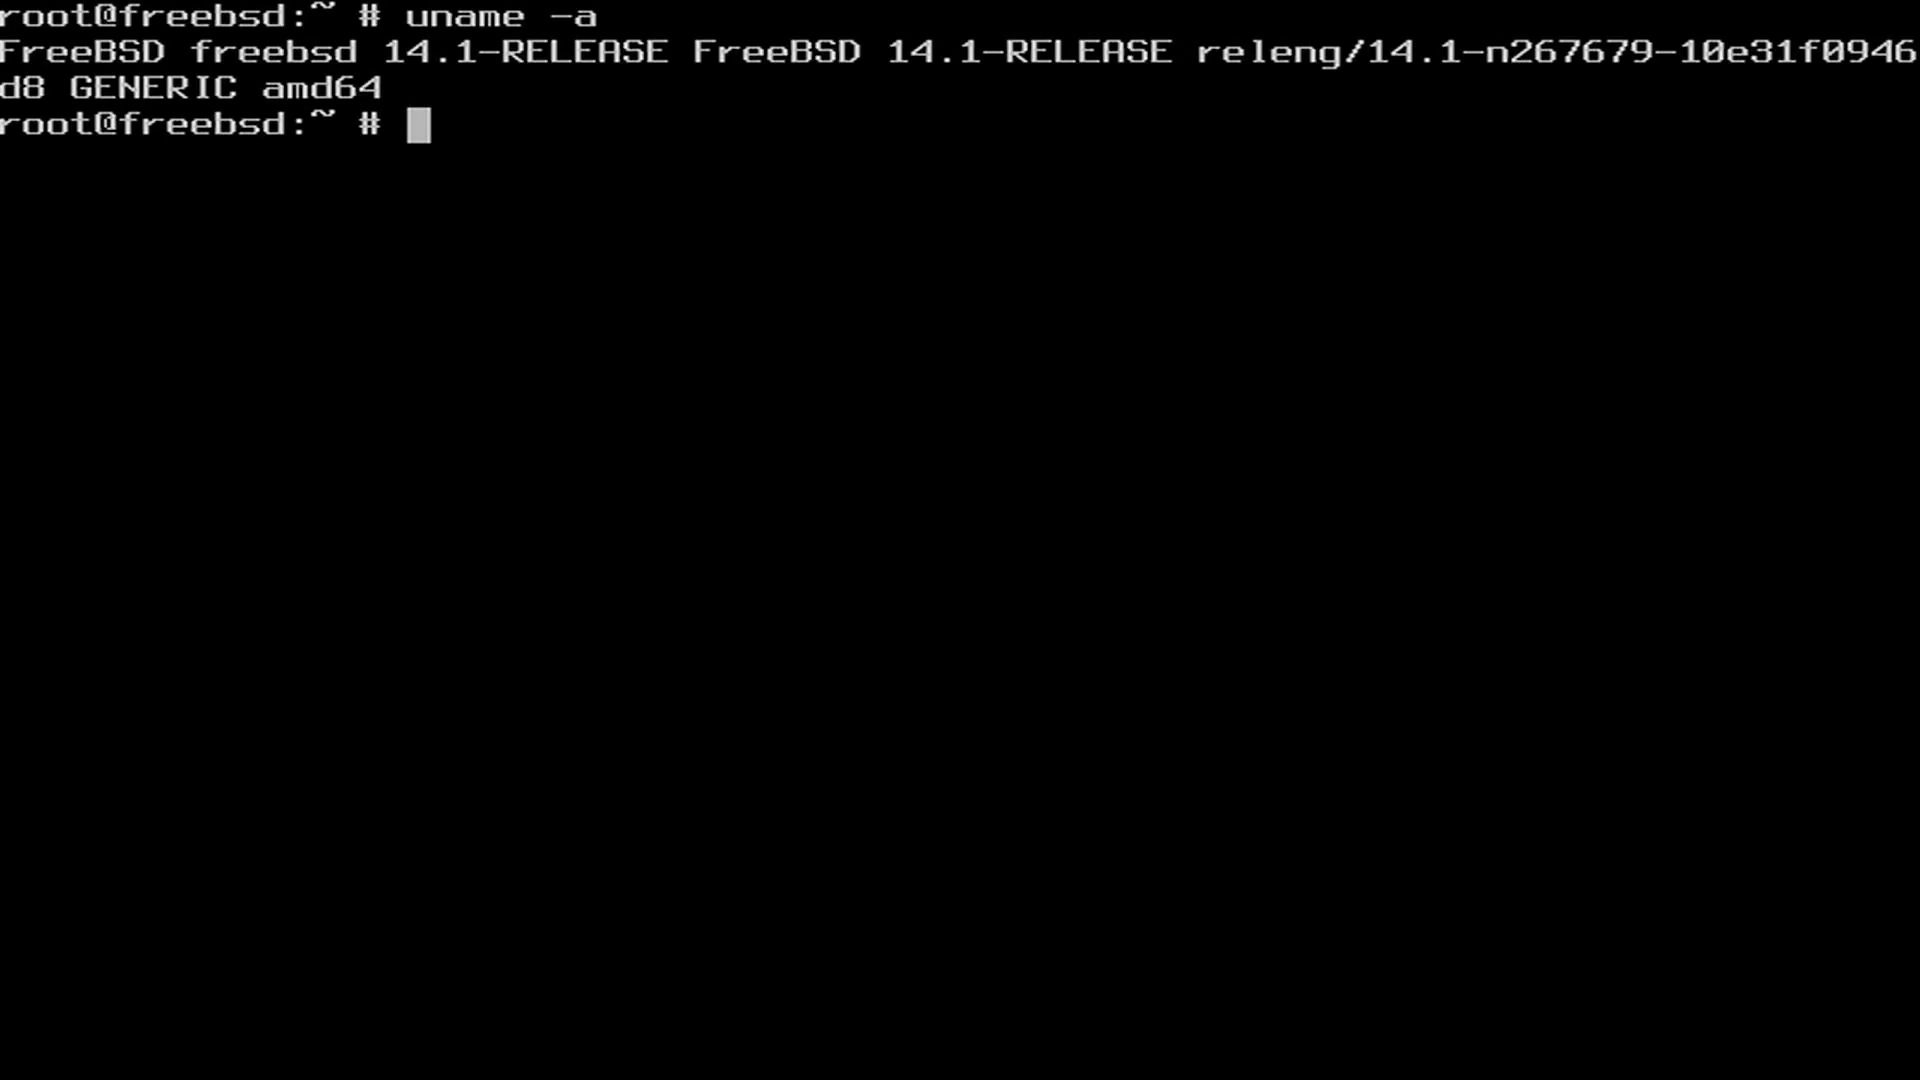 root@freebsd:~ # uname -a
FreeBSD freebsd 14.1-RELEASE FreeBSD 14.1-RELEASE releng/14.1-n267679-10e31f0946
d8 GENERIC amd64
root@freebsd:~ #